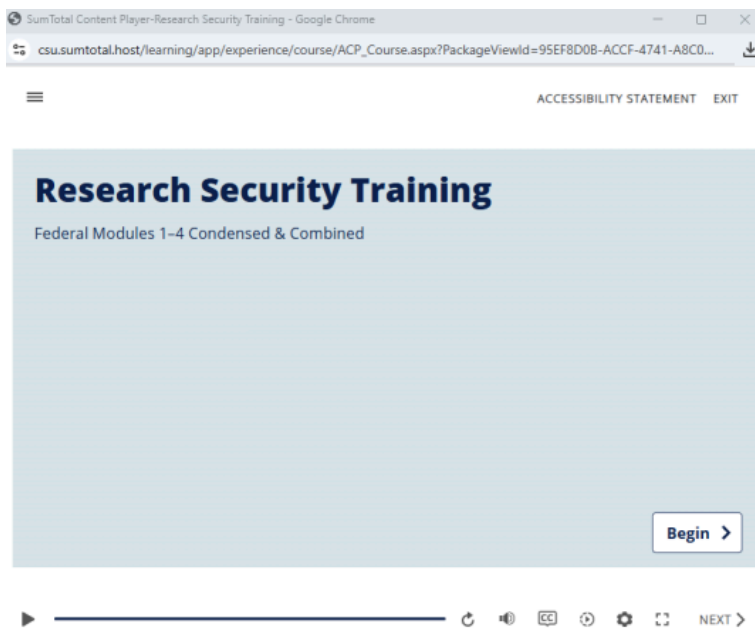 SumTotal Content Player-Research Security Training - Google Chrome
csu.sumtotal.host/learning/app/experience/course/ACP_Course.aspx?PackageViewId=95EF8D0B-ACCF-4741-A8C0...
ACCESSIBILITY STATEMENT EXIT
Research Security Training
Federal Modules 1–4 Condensed & Combined
Begin
CC
NEXT